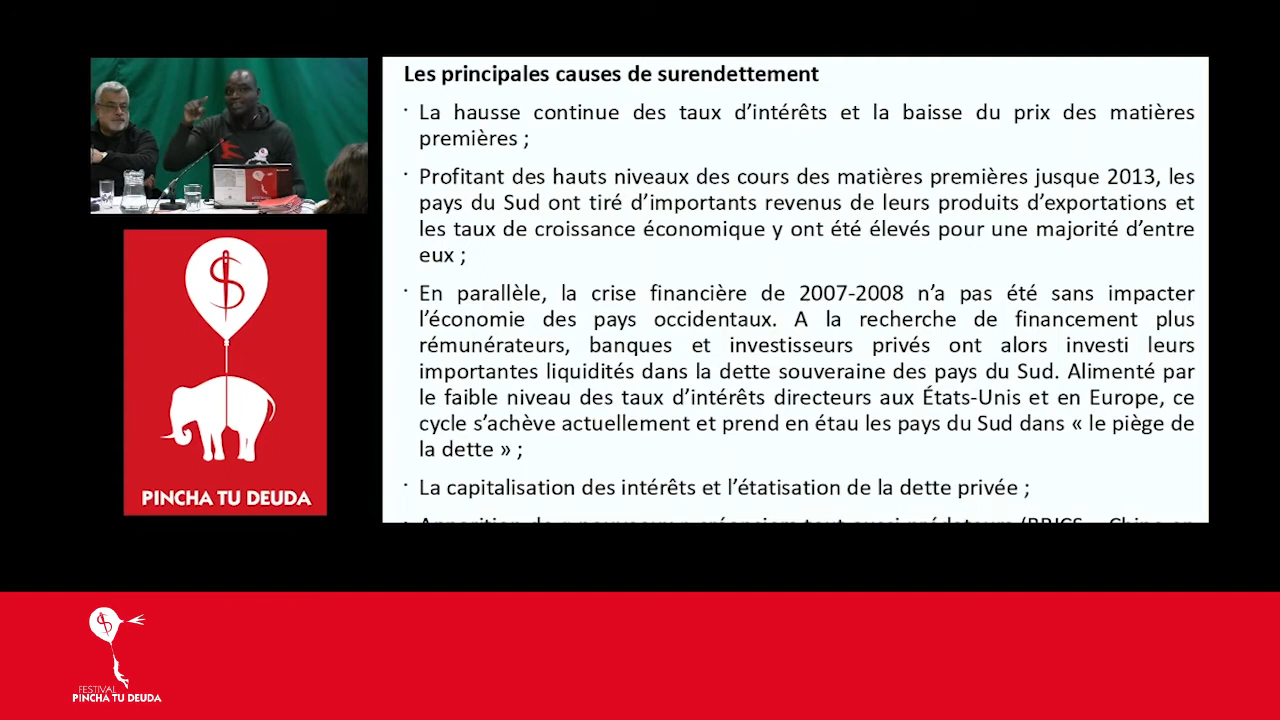 Les principales causes de surendettement
· La hausse continue des taux d'intérêts et la baisse du prix des matières
premières ;
· Profitant des hauts niveaux des cours des matières premières jusque 2013, les
pays du Sud ont tiré d'importants revenus de leurs produits d'exportations et
les taux de croissance économique y ont été élevés pour une majorité d'entre
eux ;
· En parallèle, la crise financière de 2007-2008 n'a pas été sans impacter
l'économie des pays occidentaux. A la recherche de financement plus
rémunérateurs, banques et investisseurs privés ont alors investi leurs
importantes liquidités dans la dette souveraine des pays du Sud. Alimenté par
le faible niveau des taux d'intérêts directeurs aux États-Unis et en Europe, ce
cycle s'achève actuellement et prend en étau les pays du Sud dans « le piège de
la dette » ;
· La capitalisation des intérêts et l'étatisation de la dette privée ;
PINCHA TU DEUDA
FESTIVAL
PINCHA TU DEUDA